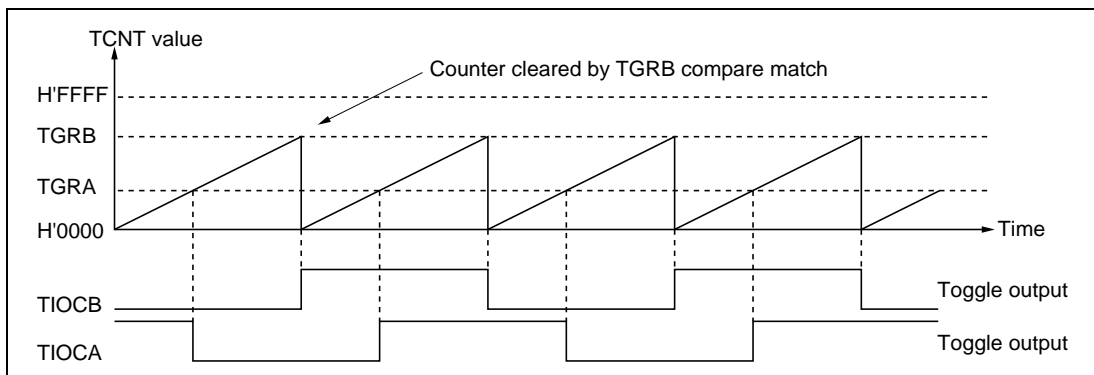 TCNT value
Counter cleared by TGRB compare match
H'FFFF
TGRB
TGRA
H'0000
Time
TIOCB
Toggle output
TIOCA
Toggle output